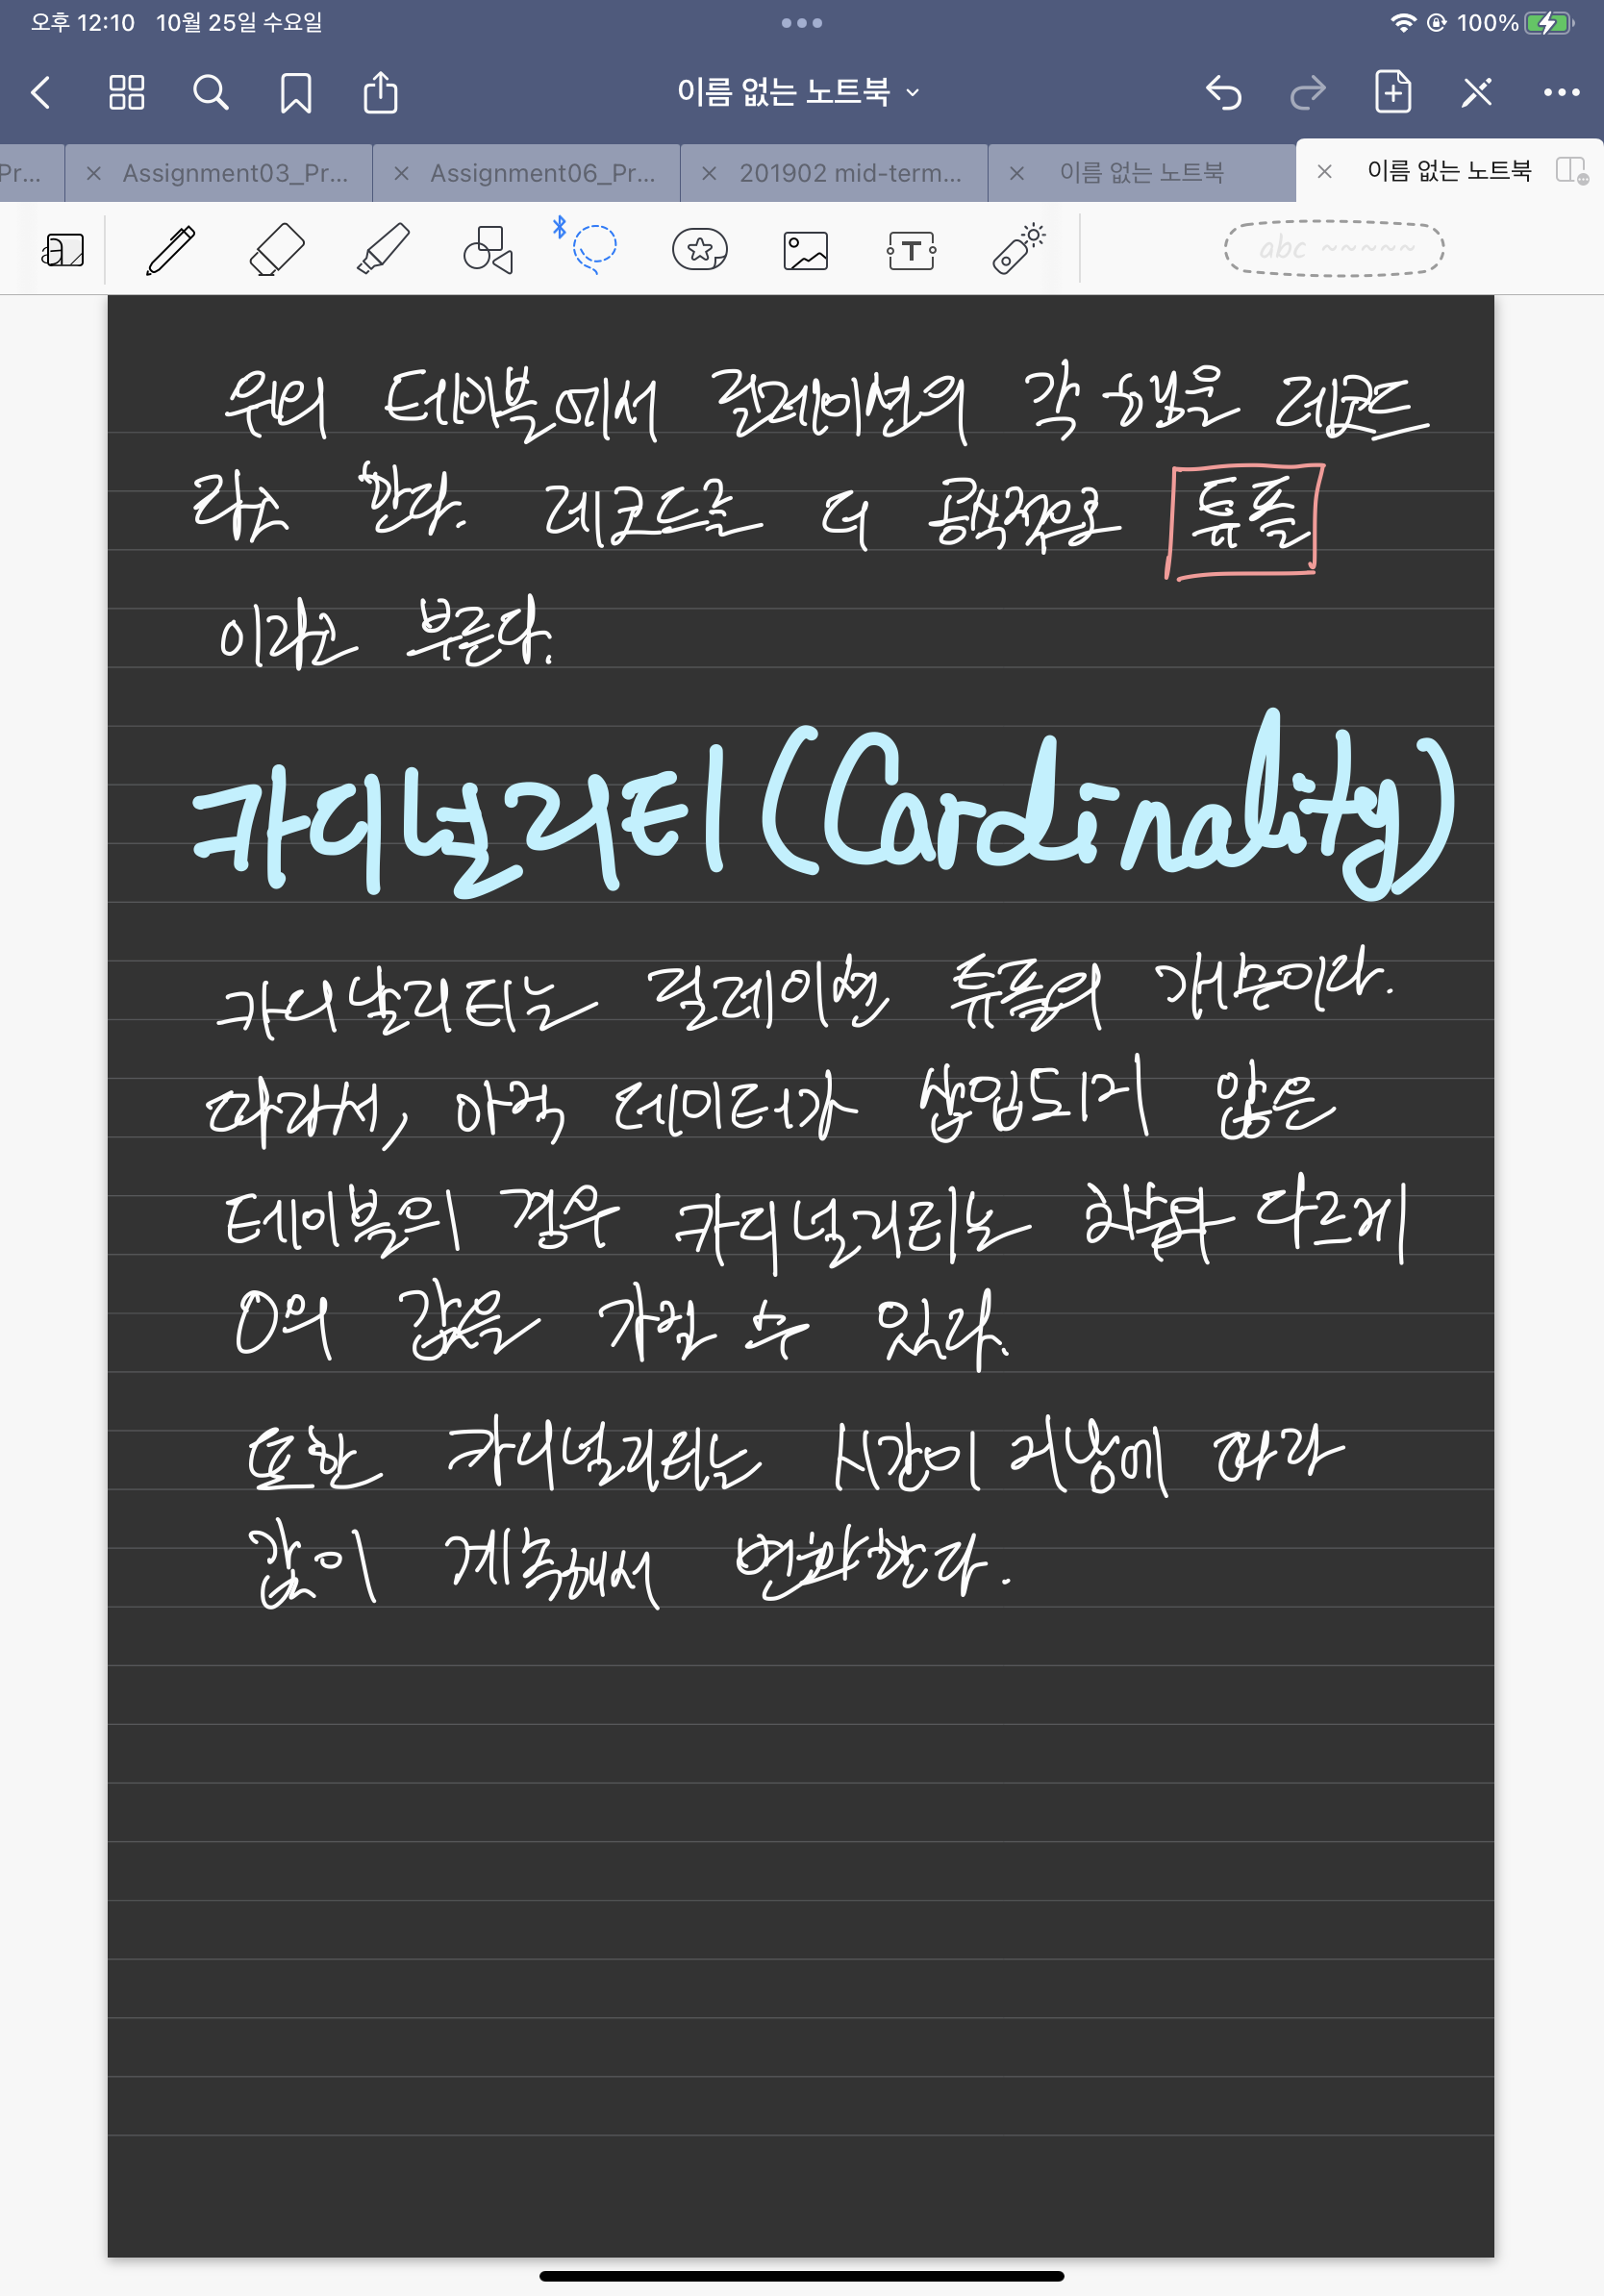 오후 12:10 10월 25일 수요일 100%
이름 없는 노트북
Pr... Assignment03_Pr... Assignment06_Pr... 201902 mid-term... 이름 없는 노트북 이름 없는 노트북
T abc ~~~~~
위의 테이블에서 릴레이션의 각 행을 레코드
라고 한다. 레코드를 더 공식적으로 튜플
이라고 부른다.
카디널리티(Cardinality)
카디날리티는 릴레이션 튜플의 개수이다.
따라서, 아직 데이터가 삽입되기 않은
테이블의 경우 카디널리티는 차수와 다르게
0의 값을 가질 수 있다.
또한 카디널리티는 시간이 지남에 따라
값이 계속해서 변화한다.